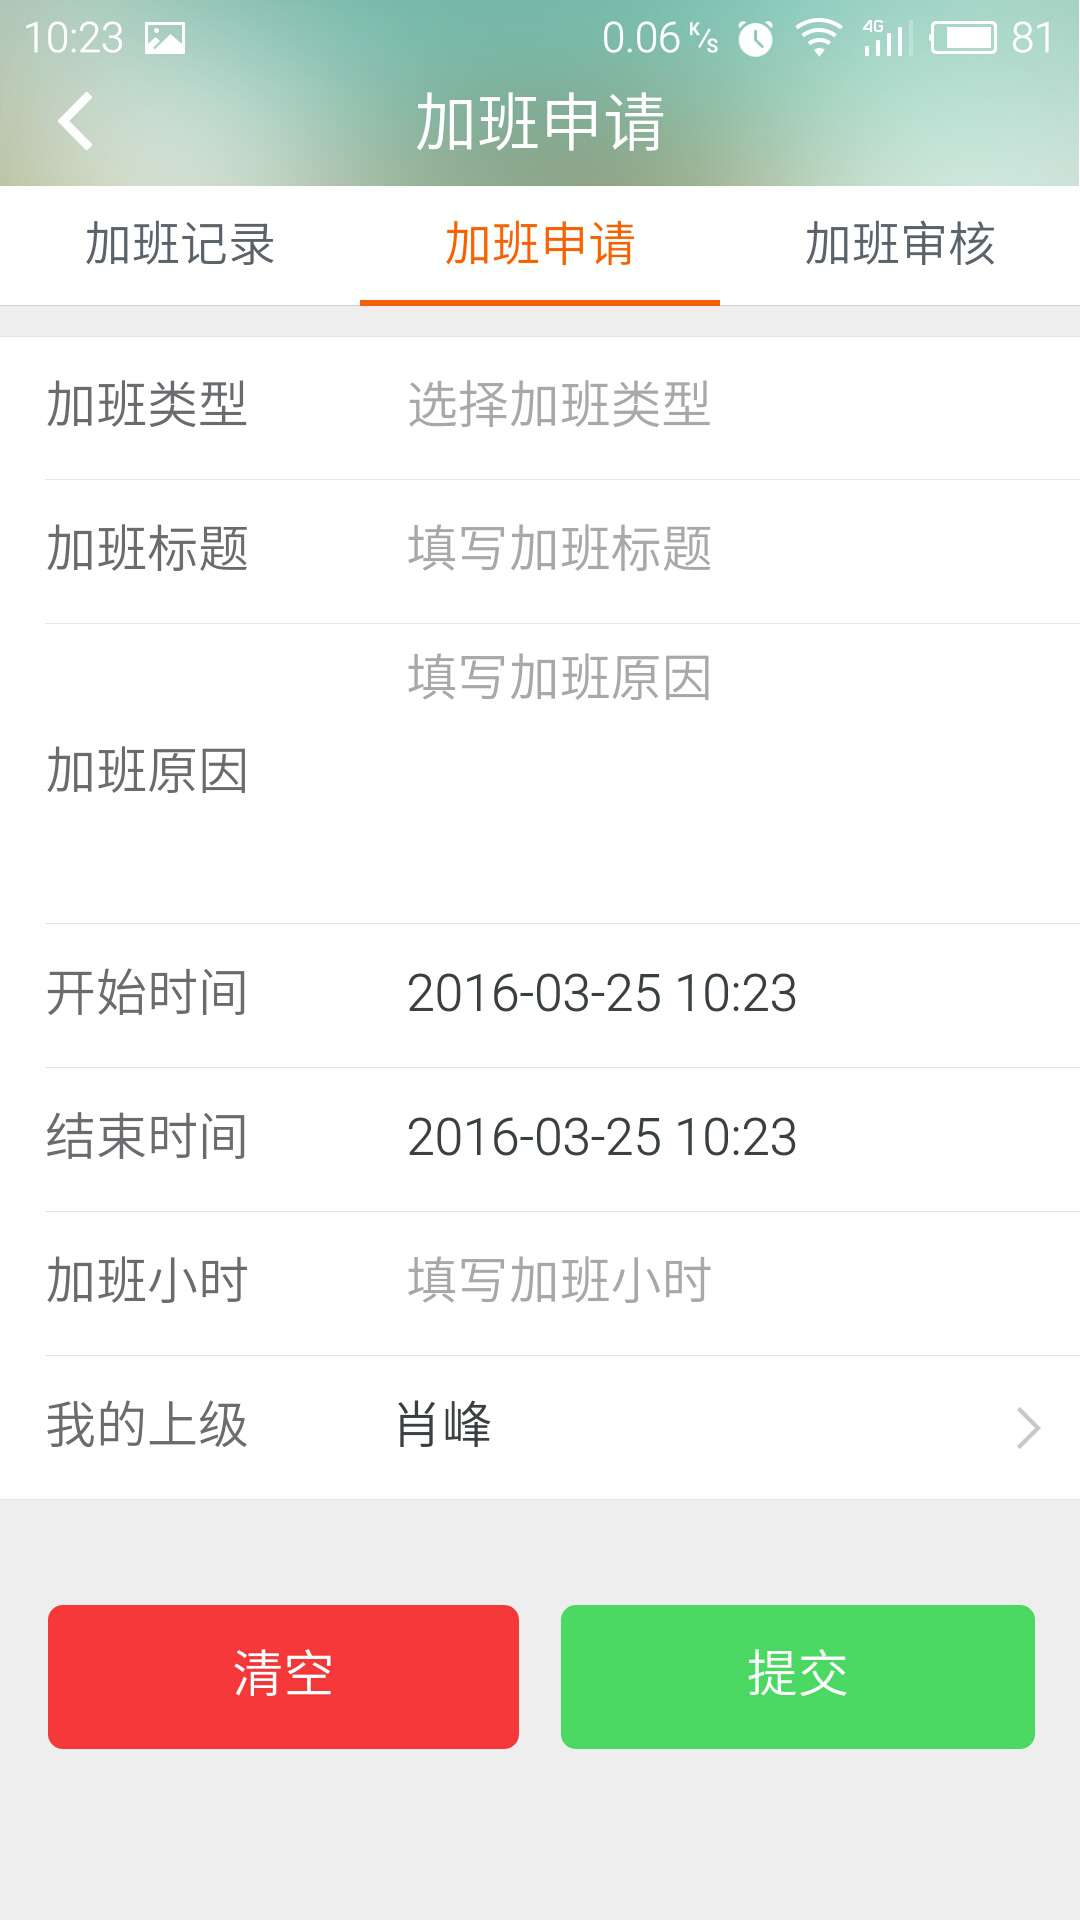 10:23 0.06 K/s 4G 81
加班申请
加班记录 加班申请 加班审核
加班类型 选择加班类型
加班标题 填写加班标题
填写加班原因
加班原因
开始时间 2016-03-25 10:23
结束时间 2016-03-25 10:23
加班小时 填写加班小时
我的上级 肖峰
清空 提交